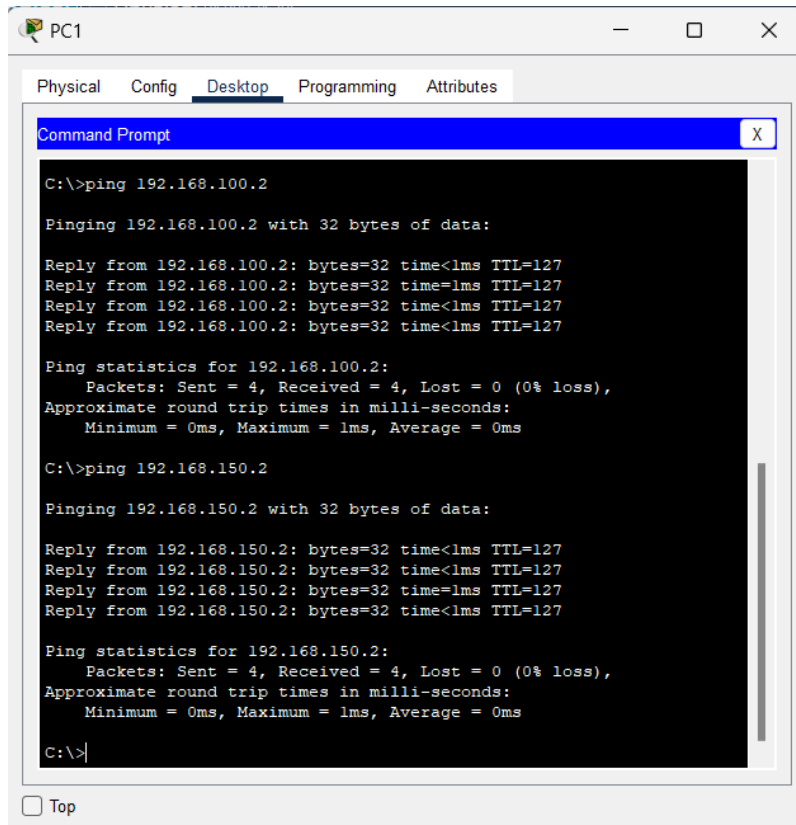 PC1
Physical Config Desktop Programming Attributes
Command Prompt X
C:\>ping 192.168.100.2
Pinging 192.168.100.2 with 32 bytes of data:
Reply from 192.168.100.2: bytes=32 time<1ms TTL=127
Reply from 192.168.100.2: bytes=32 time=1ms TTL=127
Reply from 192.168.100.2: bytes=32 time<1ms TTL=127
Reply from 192.168.100.2: bytes=32 time<1ms TTL=127
Ping statistics for 192.168.100.2:
Packets: Sent = 4, Received = 4, Lost = 0 (0% loss),
Approximate round trip times in milli-seconds:
Minimum = 0ms, Maximum = 1ms, Average = 0ms
C:\>ping 192.168.150.2
Pinging 192.168.150.2 with 32 bytes of data:
Reply from 192.168.150.2: bytes=32 time<1ms TTL=127
Reply from 192.168.150.2: bytes=32 time<1ms TTL=127
Reply from 192.168.150.2: bytes=32 time=1ms TTL=127
Reply from 192.168.150.2: bytes=32 time<1ms TTL=127
Ping statistics for 192.168.150.2:
Packets: Sent = 4, Received = 4, Lost = 0 (0% loss),
Approximate round trip times in milli-seconds:
Minimum = 0ms, Maximum = 1ms, Average = 0ms
C:\>
Top